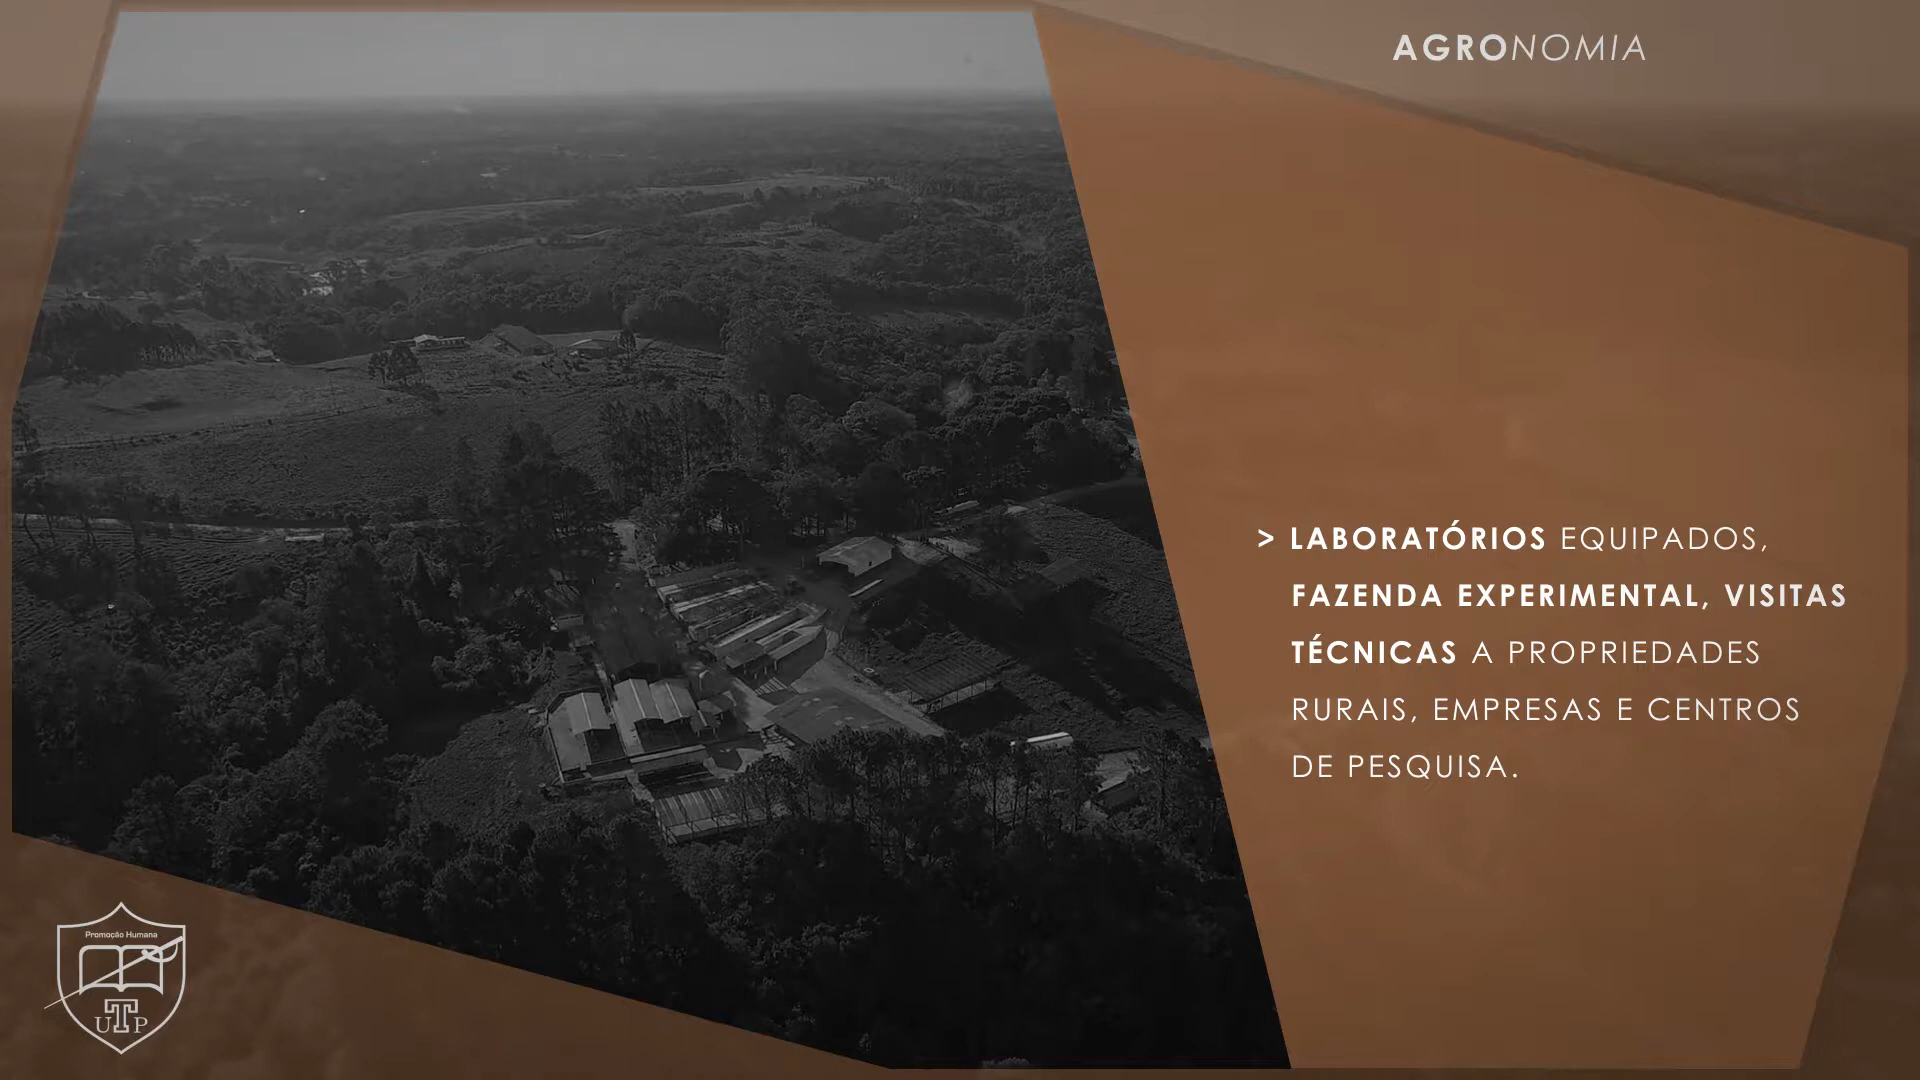 AGRONOMIA
> LABORATÓRIOS EQUIPADOS,
FAZENDA EXPERIMENTAL, VISITAS
TÉCNICAS A PROPRIEDADES
RURAIS, EMPRESAS E CENTROS
DE PESQUISA.
Promoção Humana
UTP